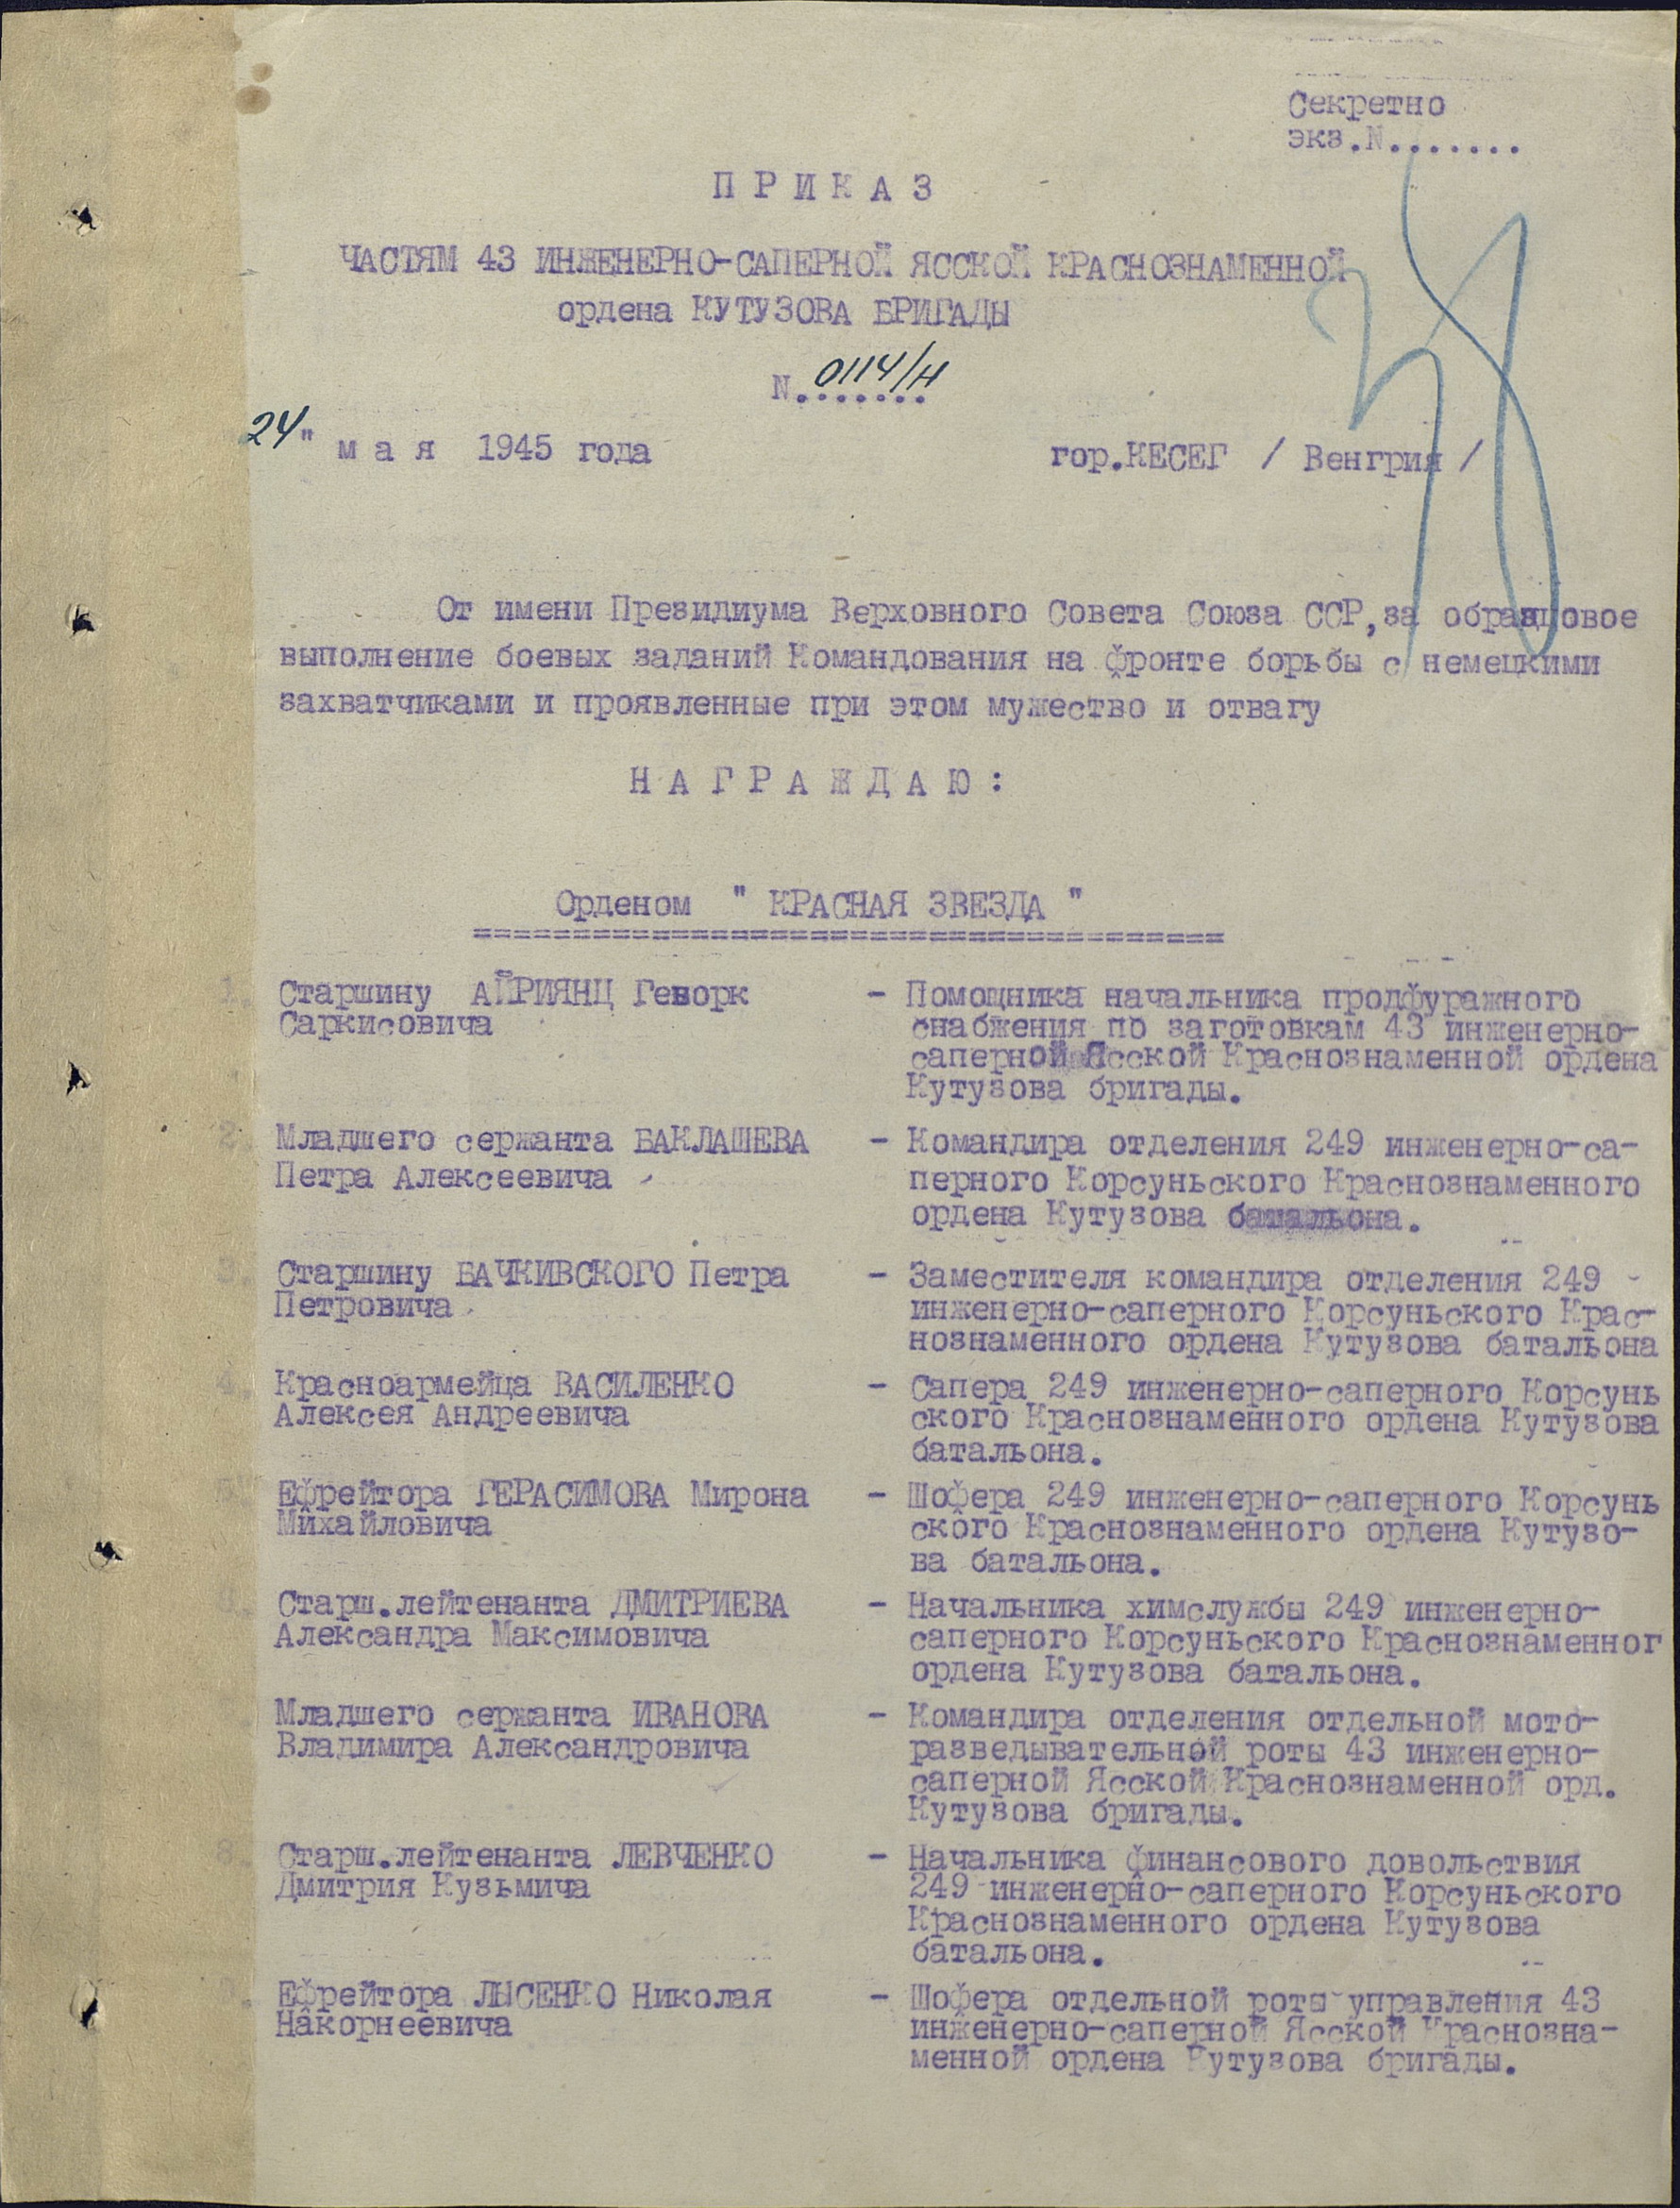 Секретно
экз.N.......
П Р И К А З
ЧАСТЯМ 43 ИНЖЕНЕРНО-САПЕРНОЙ ЯССКОЙ КРАСНОЗНАМЕННОЙ
ордена КУТУЗОВА БРИГАДЫ
N.0114/Н
24" м а я 1945 года гор.КЕСЕГ / Венгрия /
От имени Президиума Верховного Совета Союза ССР,за образцовое
выполнение боевых заданий Командования на фронте борьбы с немецкими
захватчиками и проявленные при этом мужество и отвагу
Н А Г Р А Ж Д А Ю :
Орденом " КРАСНАЯ ЗВЕЗДА "
======================================
1. Старшину АЙРИЯНЦ Геворк
Саркисовича
- Помощника начальника продфуражного
снабжения по заготовкам 43 инженерно-
саперной Ясской Краснознаменной ордена
Кутузова бригады.
2. Младшего сержанта БАКЛАШЕВА
Петра Алексеевича
- Командира отделения 249 инженерно-са-
перного Корсуньского Краснознаменного
ордена Кутузова батальона.
3. Старшину БАЧКИВСКОГО Петра
Петровича
- Заместителя командира отделения 249
инженерно-саперного Корсуньского Крас-
нознаменного ордена Кутузова батальона
4. Красноармейца ВАСИЛЕНКО
Алексея Андреевича
- Сапера 249 инженерно-саперного Корсунь
ского Краснознаменного ордена Кутузова
батальона.
5. Ефрейтора ГЕРАСИМОВА Мирона
Михайловича
- Шофера 249 инженерно-саперного Корсунь
ского Краснознаменного ордена Кутузо-
ва батальона.
6. Старш.лейтенанта ДМИТРИЕВА
Александра Максимовича
- Начальника химслужбы 249 инженерно-
саперного Корсуньского Краснознаменног
ордена Кутузова батальона.
Младшего сержанта ИВАНОВА
Владимира Александровича
- Командира отделения отдельной мото-
разведывательной роты 43 инженерно-
саперной Ясской Краснознаменной орд.
Кутузова бригады.
8. Старш.лейтенанта ЛЕВЧЕНКО
Дмитрия Кузьмича
- Начальника финансового довольствия
249 инженерно-саперного Корсуньского
Краснознаменного ордена Кутузова
батальона.
9. Ефрейтора ЛЫСЕНКО Николая
Накорнеевича
- Шофера отдельной роты управления 43
инженерно-саперной Ясской Краснозна-
менной ордена Кутузова бригады.